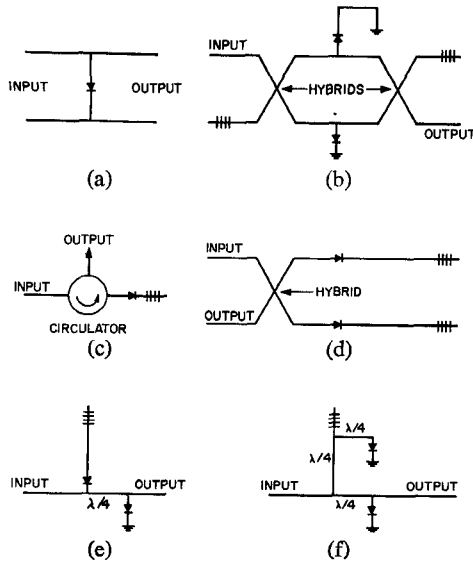 INPUT OUTPUT
(a)
INPUT
HYBRIDS
OUTPUT
(b)
OUTPUT
INPUT
CIRCULATOR
(c)
INPUT
HYBRID
OUTPUT
(d)
INPUT λ/4 OUTPUT
(e)
λ/4
λ/4
INPUT λ/4 OUTPUT
(f)